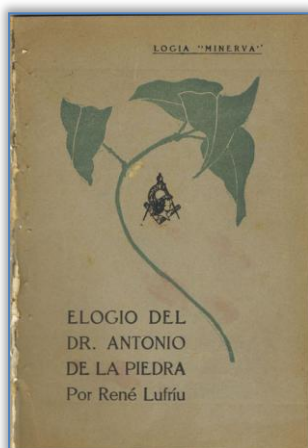 LOGIA "MINERVA"
ELOGIO DEL
DR. ANTONIO
DE LA PIEDRA
Por René Lufríu